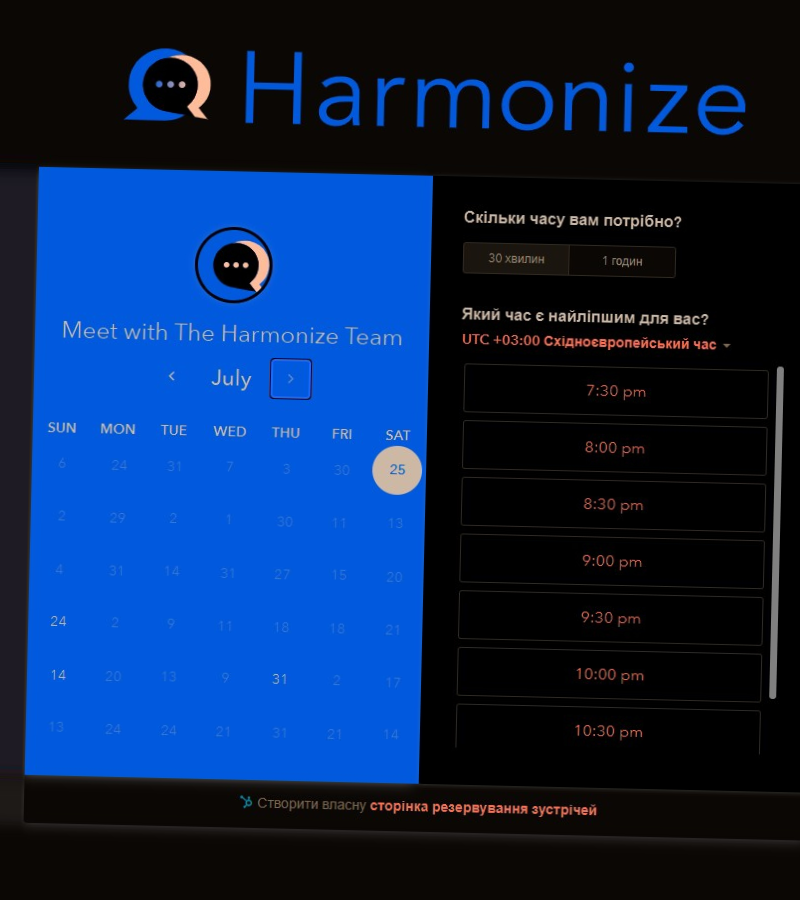 Harmonize
Meet with The Harmonize Team
July
SUN MON TUE WED THU FRI SAT
6 24 31 7 3 30 25
2 29 2 1 30 11 13
4 31 14 31 27 15 20
24 2 9 11 18 18 21
14 20 13 9 31 2 17
13 24 24 21 31 21 14
Скільки часу вам потрібно?
30 хвилин 1 годин
Який час є найліпшим для вас?
UTC +03:00 Східноєвропейський час
7:30 pm
8:00 pm
8:30 pm
9:00 pm
9:30 pm
10:00 pm
10:30 pm
Створити власну сторінка резервування зустрічей